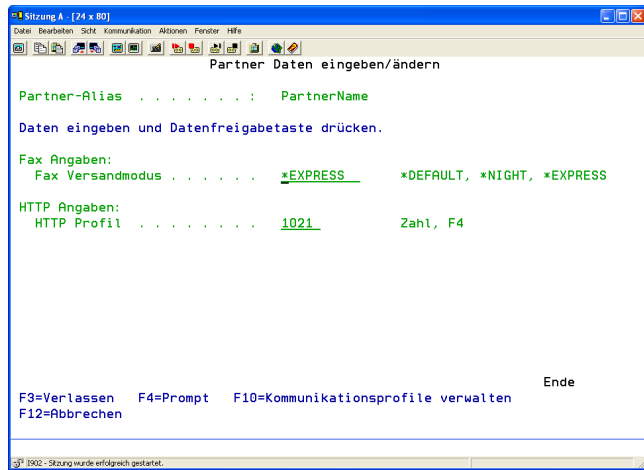 Sitzung A - [24 x 80]
Datei Bearbeiten Sicht Kommunikation Aktionen Fenster Hilfe
Partner Daten eingeben/ändern
Partner-Alias . . . . . . . : PartnerName
Daten eingeben und Datenfreigabetaste drücken.
Fax Angaben:
Fax Versandmodus . . . . . . *EXPRESS *DEFAULT, *NIGHT, *EXPRESS
HTTP Angaben:
HTTP Profil . . . . . . . . 1021 Zahl, F4
Ende
F3=Verlassen F4=Prompt F10=Kommunikationsprofile verwalten
F12=Abbrechen
I902 - Sitzung wurde erfolgreich gestartet.